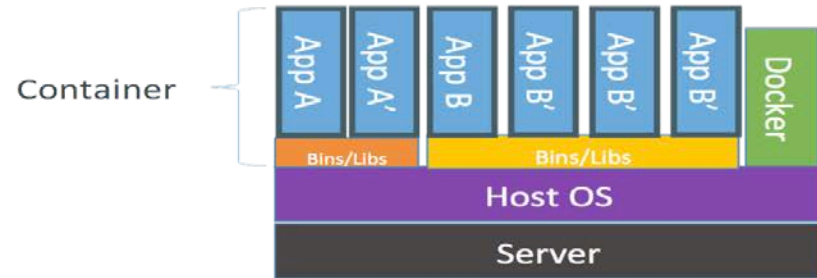 Container
App A
App A’
App B
App B’
App B’
App B’
Docker
Bins/Libs
Bins/Libs
Host OS
Server